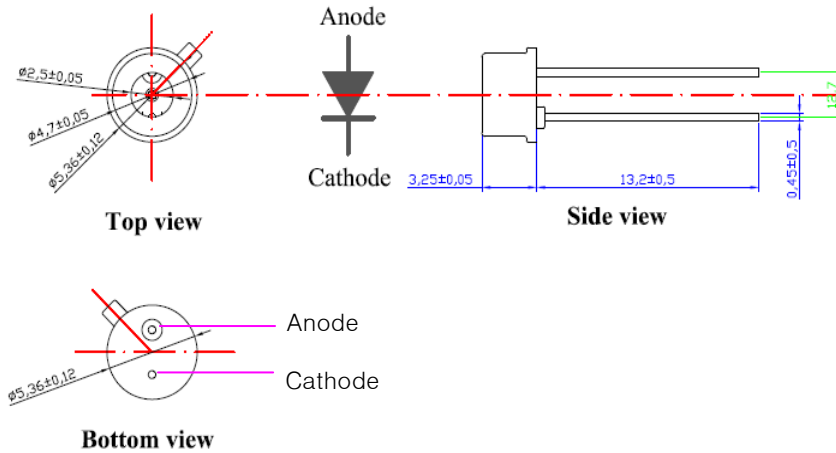 Anode
Cathode
ø2,5±0,05
ø4,7±0,05
ø5,36±0,12
Top view
3,25±0,05
13,2±0,5
12,7
0,45±0,5
Side view
Anode
Cathode
ø5,36±0,12
Bottom view